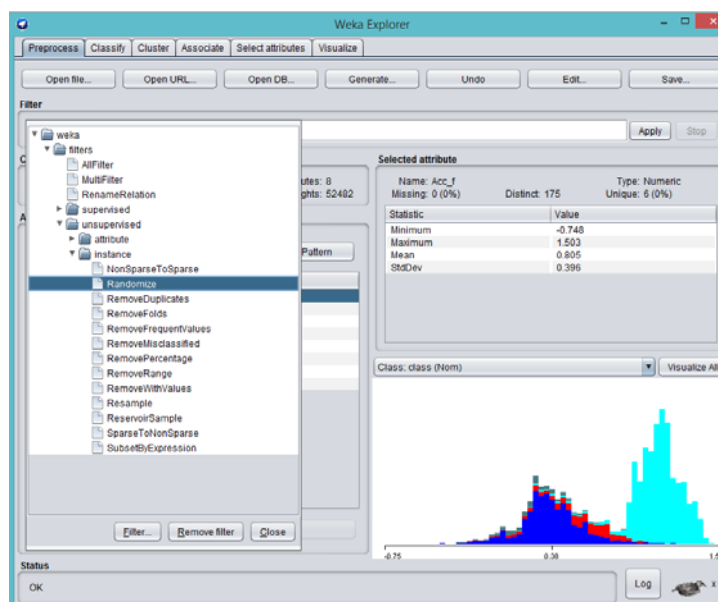 Weka Explorer
Preprocess Classify Cluster Associate Select attributes Visualize
Open file... Open URL... Open DB... Generate... Undo Edit... Save...
Filter
Apply Stop
weka
filters
AllFilter
MultiFilter
RenameRelation
supervised
unsupervised
attribute
instance
NonSparseToSparse
Randomize
RemoveDuplicates
RemoveFolds
RemoveFrequentValues
RemoveMisclassified
RemovePercentage
RemoveRange
RemoveWithValues
Resample
ReservoirSample
SparseToNonSparse
SubsetByExpression
Filter... Remove filter Close
C
utes: 8
ghts: 52482
A
Pattern
Selected attribute
Name: Acc_f Type: Numeric
Missing: 0 (0%) Distinct: 175 Unique: 6 (0%)
Statistic Value
Minimum -0.748
Maximum 1.503
Mean 0.805
StdDev 0.396
Class: class (Nom) Visualize All
-0.75 0.38 1.5
Status
OK
Log x